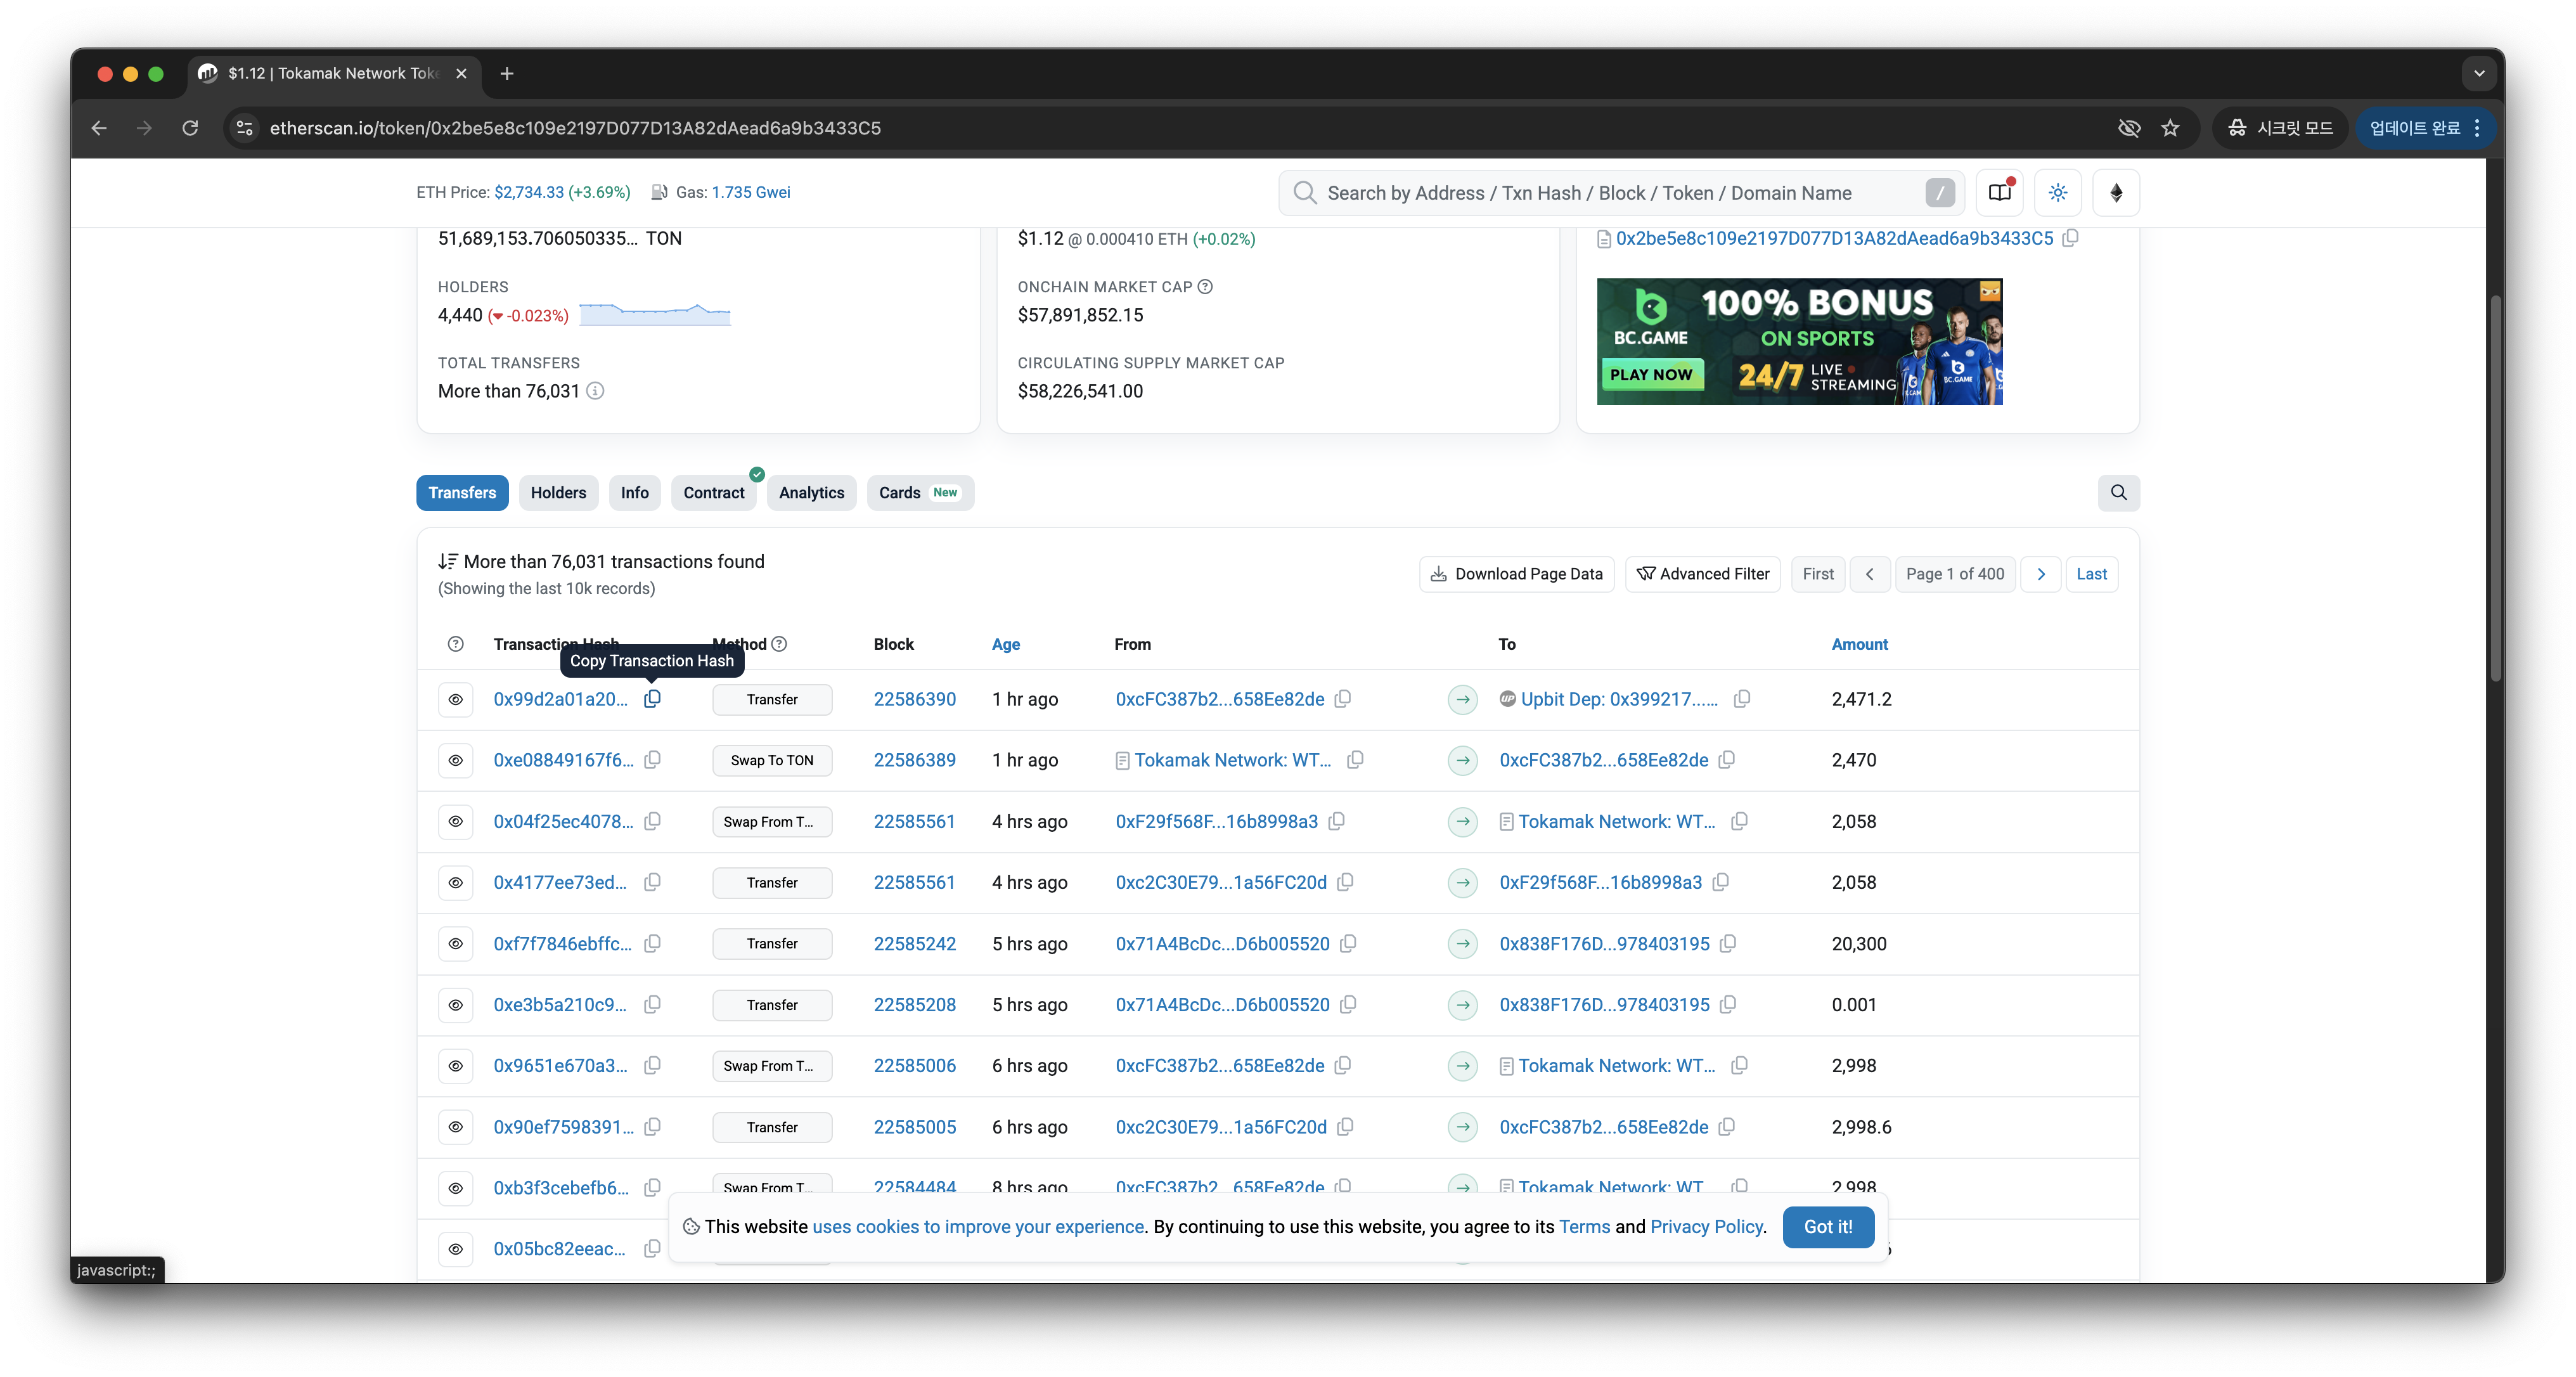 $1.12 | Tokamak Network Toke
etherscan.io/token/0x2be5e8c109e2197D077D13A82dAead6a9b3433C5
시크릿 모드
업데이트 완료
ETH Price: $2,734.33 (+3.69%) Gas: 1.735 Gwei
Search by Address / Txn Hash / Block / Token / Domain Name /
51,689,153.706050335... TON
HOLDERS
4,440 (-0.023%)
TOTAL TRANSFERS
More than 76,031
$1.12 @ 0.000410 ETH (+0.02%)
ONCHAIN MARKET CAP
$57,891,852.15
CIRCULATING SUPPLY MARKET CAP
$58,226,541.00
0x2be5e8c109e2197D077D13A82dAead6a9b3433C5
BC.GAME
100% BONUS
ON SPORTS
PLAY NOW
24/7 LIVE STREAMING
BC.GAME
Transfers Holders Info Contract Analytics Cards New
More than 76,031 transactions found
(Showing the last 10k records)
Download Page Data Advanced Filter First Page 1 of 400 Last
Transaction Hash Method Block Age From To Amount
Copy Transaction Hash
0x99d2a01a20... Transfer 22586390 1 hr ago 0xcFC387b2...658Ee82de UP Upbit Dep: 0x399217...... 2,471.2
0xe08849167f6... Swap To TON 22586389 1 hr ago Tokamak Network: WT... 0xcFC387b2...658Ee82de 2,470
0x04f25ec4078... Swap From T... 22585561 4 hrs ago 0xF29f568F...16b8998a3 Tokamak Network: WT... 2,058
0x4177ee73ed... Transfer 22585561 4 hrs ago 0xc2C30E79...1a56FC20d 0xF29f568F...16b8998a3 2,058
0xf7f7846ebffc... Transfer 22585242 5 hrs ago 0x71A4BcDc...D6b005520 0x838F176D...978403195 20,300
0xe3b5a210c9... Transfer 22585208 5 hrs ago 0x71A4BcDc...D6b005520 0x838F176D...978403195 0.001
0x9651e670a3... Swap From T... 22585006 6 hrs ago 0xcFC387b2...658Ee82de Tokamak Network: WT... 2,998
0x90ef7598391... Transfer 22585005 6 hrs ago 0xc2C30E79...1a56FC20d 0xcFC387b2...658Ee82de 2,998.6
0xb3f3cebefb6... Swap From T... 22584484 8 hrs ago 0xcFC387b2...658Ee82de Tokamak Network: WT... 2,998
0x05bc82eeac...
This website uses cookies to improve your experience. By continuing to use this website, you agree to its Terms and Privacy Policy. Got it!
javascript:;